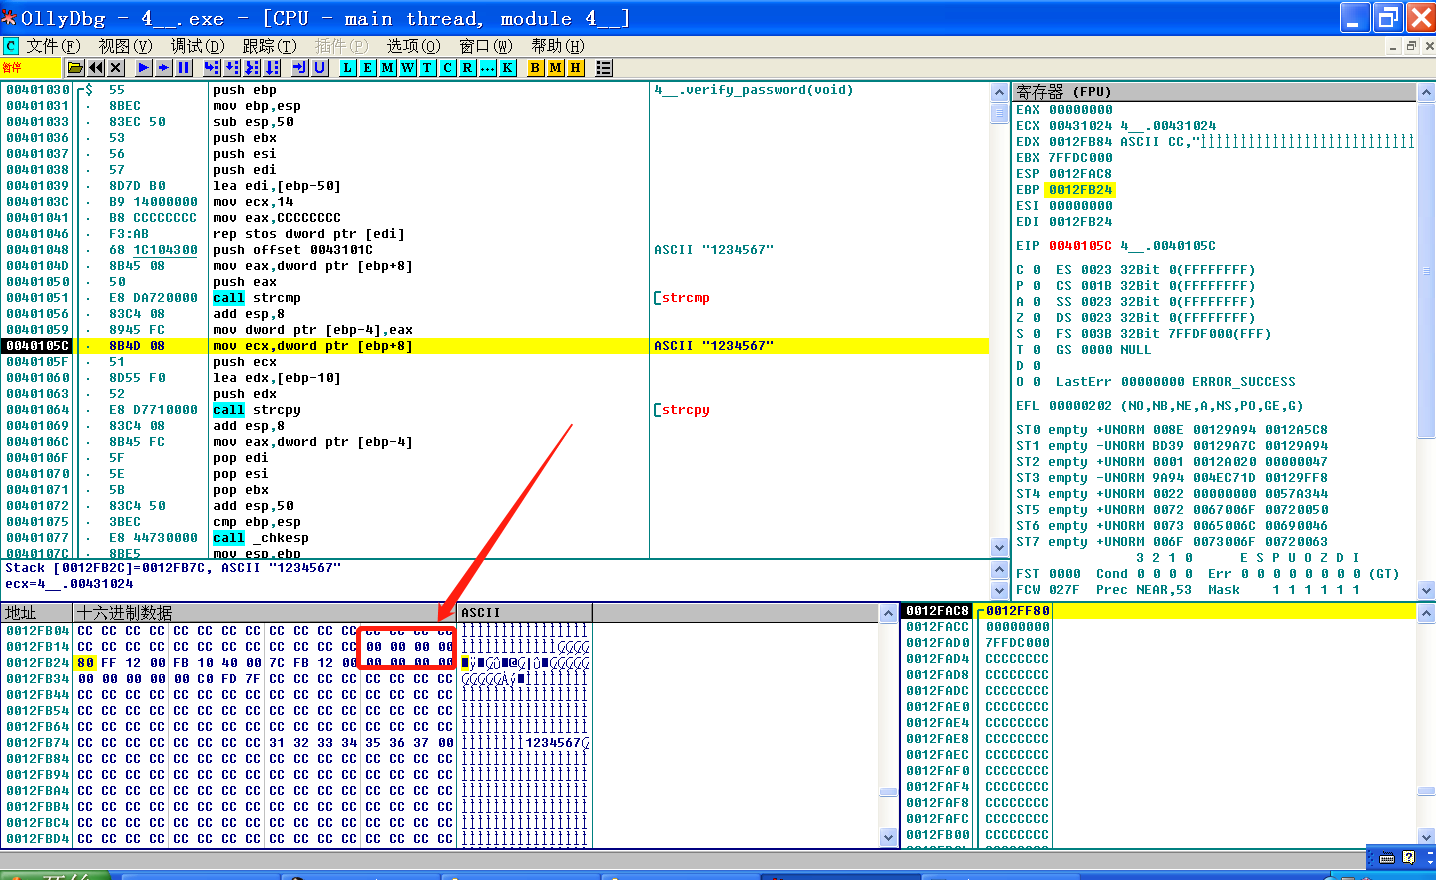 OllyDbg - 4__.exe - [CPU - main thread, module 4__]
C 文件(F) 视图(V) 调试(D) 跟踪(T) 插件(P) 选项(O) 窗口(W) 帮助(H)
暂停 L E M W T C R ... K B M H
00401030 $ 55 push ebp 4__.verify_password(void)
00401031 . 8BEC mov ebp,esp
00401033 . 83EC 50 sub esp,50
00401036 . 53 push ebx
00401037 . 56 push esi
00401038 . 57 push edi
00401039 . 8D7D B0 lea edi,[ebp-50]
0040103C . B9 14000000 mov ecx,14
00401041 . B8 CCCCCCCC mov eax,CCCCCCCC
00401046 . F3:AB rep stos dword ptr [edi]
00401048 . 68 1C104300 push offset 0043101C ASCII "1234567"
0040104D . 8B45 08 mov eax,dword ptr [ebp+8]
00401050 . 50 push eax
00401051 . E8 DA720000 call strcmp [strcmp
00401056 . 83C4 08 add esp,8
00401059 . 8945 FC mov dword ptr [ebp-4],eax
0040105C . 8B4D 08 mov ecx,dword ptr [ebp+8] ASCII "1234567"
0040105F . 51 push ecx
00401060 . 8D55 F0 lea edx,[ebp-10]
00401063 . 52 push edx
00401064 . E8 D7710000 call strcpy [strcpy
00401069 . 83C4 08 add esp,8
0040106C . 8B45 FC mov eax,dword ptr [ebp-4]
0040106F . 5F pop edi
00401070 . 5E pop esi
00401071 . 5B pop ebx
00401072 . 83C4 50 add esp,50
00401075 . 3BEC cmp ebp,esp
00401077 . E8 44730000 call _chkesp
0040107C . 8BE5 mov esp,ebp
Stack [0012FB2C]=0012FB7C, ASCII "1234567"
ecx=4__.00431024
寄存器 (FPU)
EAX 00000000
ECX 00431024 4__.00431024
EDX 0012FB84 ASCII CC,"
EBX 7FFDC000
ESP 0012FAC8
EBP 0012FB24
ESI 00000000
EDI 0012FB24
EIP 0040105C 4__.0040105C
C 0 ES 0023 32Bit 0(FFFFFFFF)
P 0 CS 001B 32Bit 0(FFFFFFFF)
A 0 SS 0023 32Bit 0(FFFFFFFF)
Z 0 DS 0023 32Bit 0(FFFFFFFF)
S 0 FS 003B 32Bit 7FFDF000(FFF)
T 0 GS 0000 NULL
D 0
O 0 LastErr 00000000 ERROR_SUCCESS
EFL 00000202 (NO,NB,NE,A,NS,PO,GE,G)
ST0 empty +UNORM 008E 00129A94 0012A5C8
ST1 empty -UNORM BD39 00129A7C 00129A94
ST2 empty +UNORM 0001 0012A020 00000047
ST3 empty -UNORM 9A94 004EC71D 00129FF8
ST4 empty +UNORM 0022 00000000 0057A344
ST5 empty +UNORM 0072 0067006F 00720050
ST6 empty +UNORM 0073 0065006C 00690046
ST7 empty +UNORM 006F 0073006F 00720063
3 2 1 0 E S P U O Z D I
FST 0000 Cond 0 0 0 0 Err 0 0 0 0 0 0 0 0 (GT)
FCW 027F Prec NEAR,53 Mask 1 1 1 1 1 1
地址 十六进制数据 ASCII
0012FB04 CC CC CC CC CC CC CC CC CC CC CC CC CC CC CC CC
0012FB14 CC CC CC CC CC CC CC CC CC CC CC CC 00 00 00 00
0012FB24 80 FF 12 00 FB 10 40 00 7C FB 12 00 00 00 00 00
0012FB34 00 00 00 00 00 C0 FD 7F CC CC CC CC CC CC CC CC
0012FB44 CC CC CC CC CC CC CC CC CC CC CC CC CC CC CC CC
0012FB54 CC CC CC CC CC CC CC CC CC CC CC CC CC CC CC CC
0012FB64 CC CC CC CC CC CC CC CC CC CC CC CC CC CC CC CC
0012FB74 CC CC CC CC CC CC CC CC 31 32 33 34 35 36 37 00 1234567
0012FB84 CC CC CC CC CC CC CC CC CC CC CC CC CC CC CC CC
0012FB94 CC CC CC CC CC CC CC CC CC CC CC CC CC CC CC CC
0012FBA4 CC CC CC CC CC CC CC CC CC CC CC CC CC CC CC CC
0012FBB4 CC CC CC CC CC CC CC CC CC CC CC CC CC CC CC CC
0012FBC4 CC CC CC CC CC CC CC CC CC CC CC CC CC CC CC CC
0012FBD4 CC CC CC CC CC CC CC CC CC CC CC CC CC CC CC CC
0012FAC8 0012FF80
0012FACC 00000000
0012FAD0 7FFDC000
0012FAD4 CCCCCCCC
0012FAD8 CCCCCCCC
0012FADC CCCCCCCC
0012FAE0 CCCCCCCC
0012FAE4 CCCCCCCC
0012FAE8 CCCCCCCC
0012FAEC CCCCCCCC
0012FAF0 CCCCCCCC
0012FAF4 CCCCCCCC
0012FAF8 CCCCCCCC
0012FAFC CCCCCCCC
0012FB00 CCCCCCCC